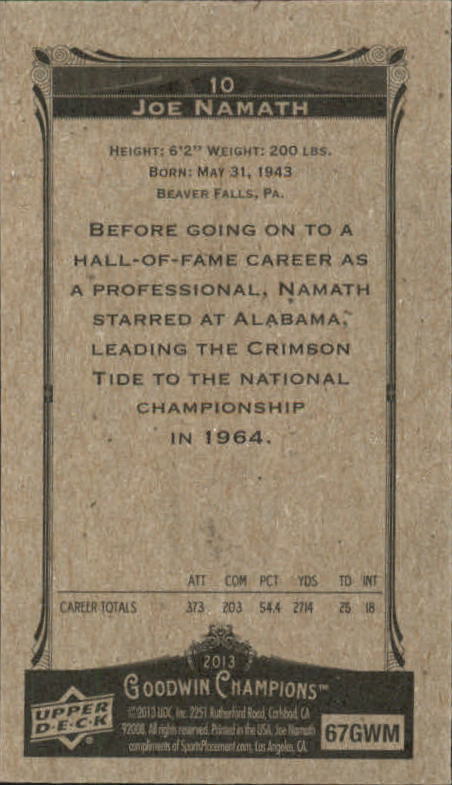 10
JOE NAMATH
HEIGHT: 6'2" WEIGHT: 200 LBS.
BORN: MAY 31, 1943
BEAVER FALLS, PA.
BEFORE GOING ON TO A
HALL-OF-FAME CAREER AS
A PROFESSIONAL, NAMATH
STARRED AT ALABAMA,
LEADING THE CRIMSON
TIDE TO THE NATIONAL
CHAMPIONSHIP
IN 1964.
ATT COM PCT YDS TD INT
CAREER TOTALS 373 203 54.4 2714 25 18
2013
GOODWIN CHAMPIONS™
UPPER
D·E·C·K
®
©2013 UDC, Inc. 2251 Rutherford Road, Carlsbad, CA
92008. All rights reserved. Printed in the USA. Joe Namath
compliments of SportsPlacement.com, Los Angeles, CA.
67GWM